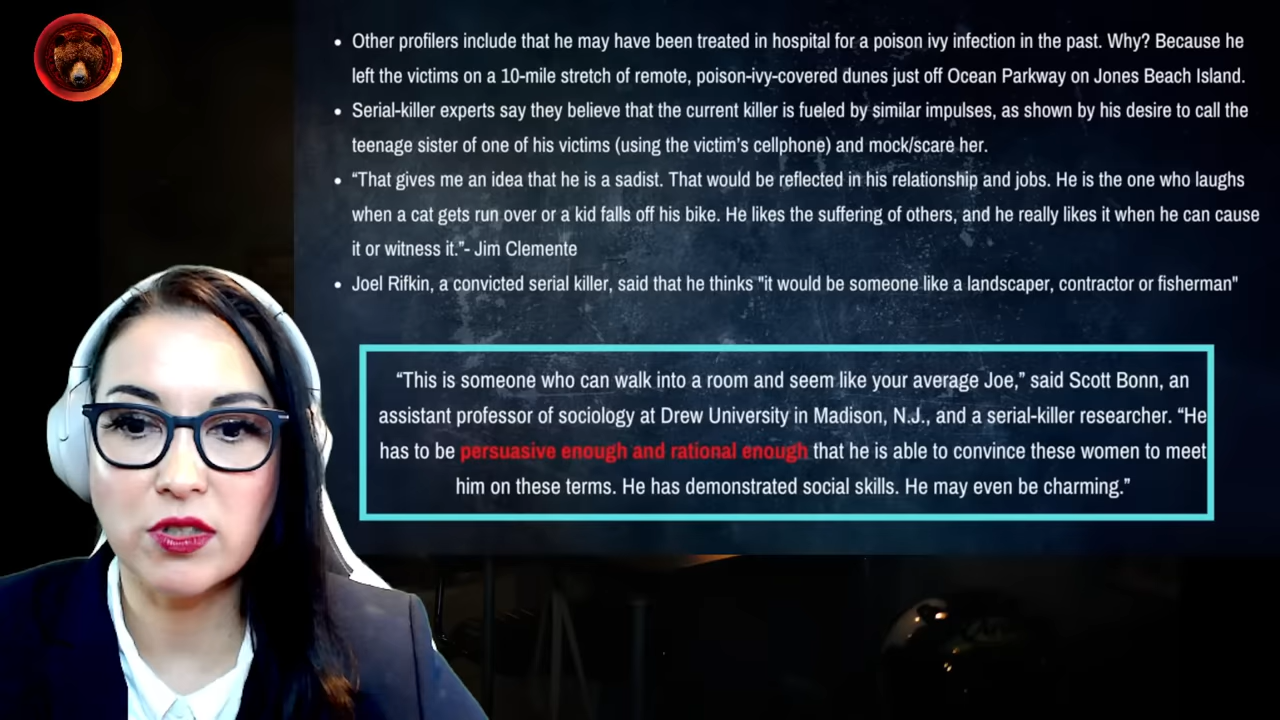 • Other profilers include that he may have been treated in hospital for a poison ivy infection in the past. Why? Because he
left the victims on a 10-mile stretch of remote, poison-ivy-covered dunes just off Ocean Parkway on Jones Beach Island.
• Serial-killer experts say they believe that the current killer is fueled by similar impulses, as shown by his desire to call the
teenage sister of one of his victims (using the victim’s cellphone) and mock/scare her.
• “That gives me an idea that he is a sadist. That would be reflected in his relationship and jobs. He is the one who laughs
when a cat gets run over or a kid falls off his bike. He likes the suffering of others, and he really likes it when he can cause
it or witness it.”- Jim Clemente
• Joel Rifkin, a convicted serial killer, said that he thinks "it would be someone like a landscaper, contractor or fisherman"
“This is someone who can walk into a room and seem like your average Joe,” said Scott Bonn, an
assistant professor of sociology at Drew University in Madison, N.J., and a serial-killer researcher. “He
has to be persuasive enough and rational enough that he is able to convince these women to meet
him on these terms. He has demonstrated social skills. He may even be charming.”